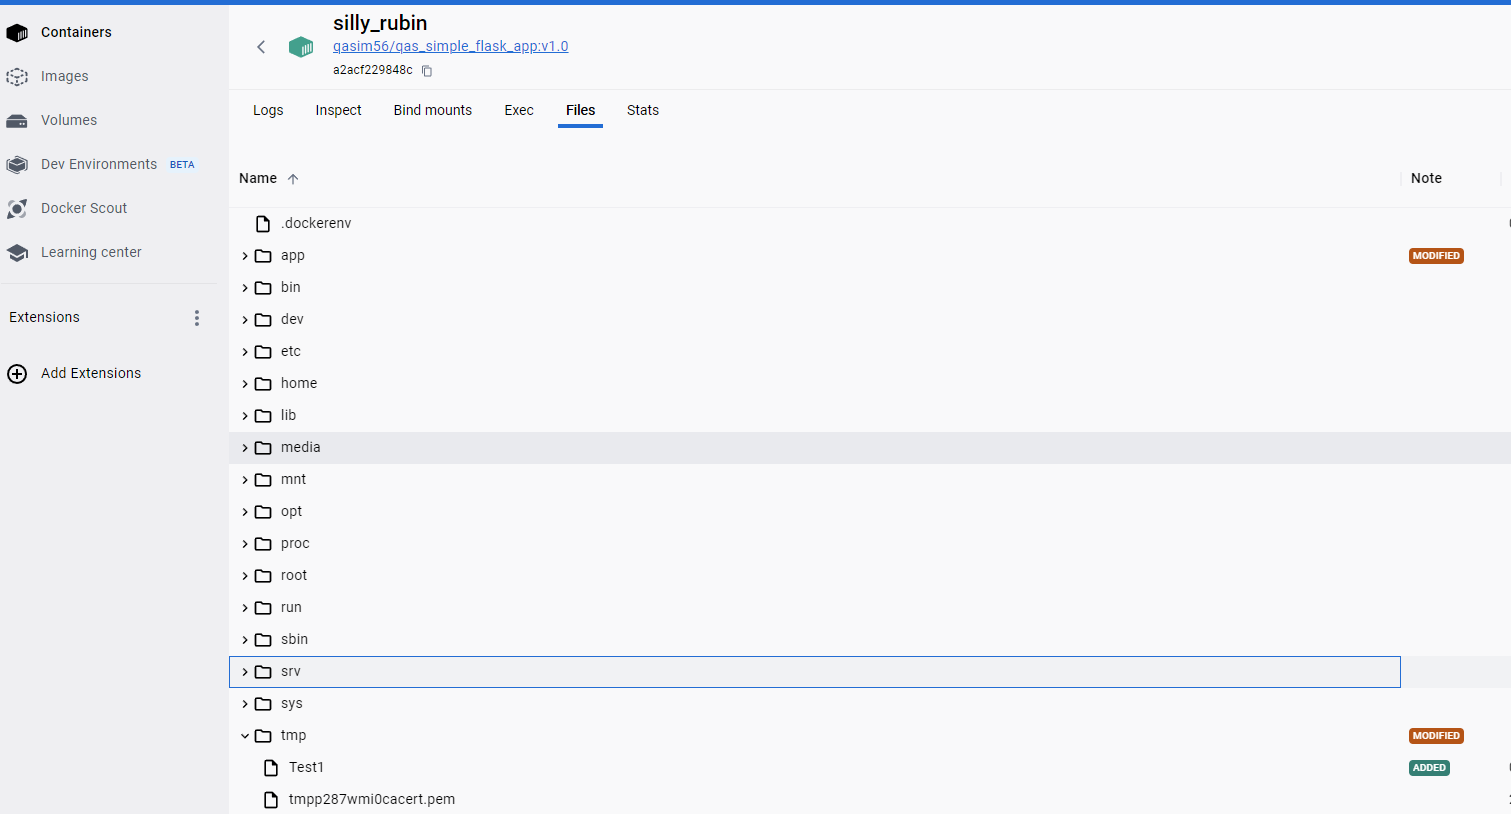 Containers
Images
Volumes
Dev Environments BETA
Docker Scout
Learning center
Extensions
Add Extensions
silly_rubin
qasim56/qas_simple_flask_app:v1.0
a2acf229848c
Logs Inspect Bind mounts Exec Files Stats
Name Note
.dockerenv
app MODIFIED
bin
dev
etc
home
lib
media
mnt
opt
proc
root
run
sbin
srv
sys
tmp MODIFIED
Test1 ADDED
tmpp287wmi0cacert.pem